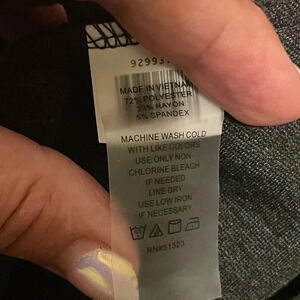 MADE IN VIETNAM
72% POLYESTER
23% RAYON
5% SPANDEX
MACHINE WASH COLD
WITH LIKE COLORS
USE ONLY NON-
CHLORINE BLEACH
IF NEEDED
LINE DRY
USE LOW IRON
IF NECESSARY
RN#51323